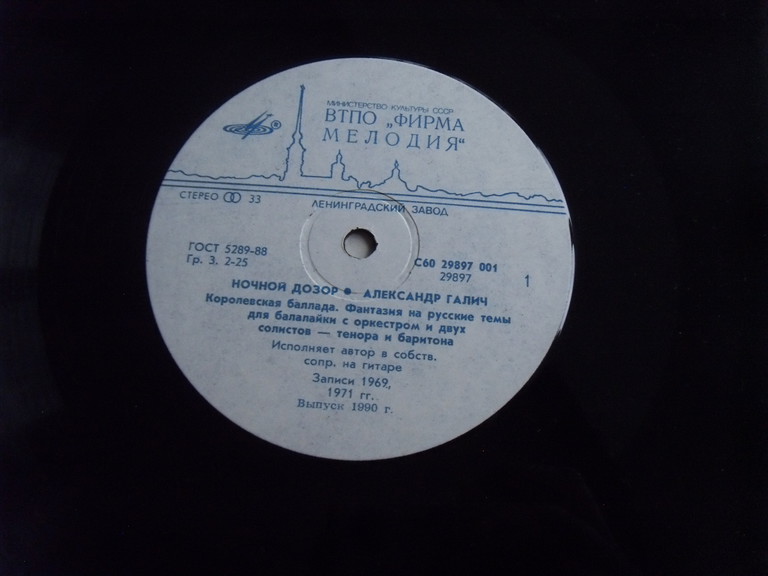 МИНИСТЕРСТВО КУЛЬТУРЫ СССР
ВТПО „ФИРМА
МЕЛОДИЯ“
СТЕРЕО 33
ЛЕНИНГРАДСКИЙ ЗАВОД
ГОСТ 5289-88
Гр. 3. 2-25
С60 29897 001
29897
1
НОЧНОЙ ДОЗОР ● АЛЕКСАНДР ГАЛИЧ
Королевская баллада. Фантазия на русские темы
для балалайки с оркестром и двух
солистов — тенора и баритона
Исполняет автор в собств.
сопр. на гитаре
Записи 1969,
1971 гг.
Выпуск 1990 г.